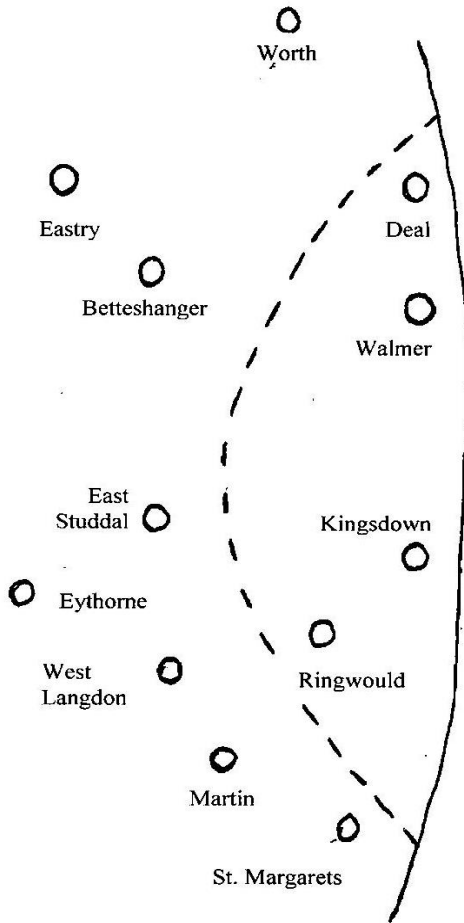 Worth
Eastry
Deal
Betteshanger
Walmer
East
Studdal
Kingsdown
Eythorne
West
Langdon
Ringwould
Martin
St. Margarets